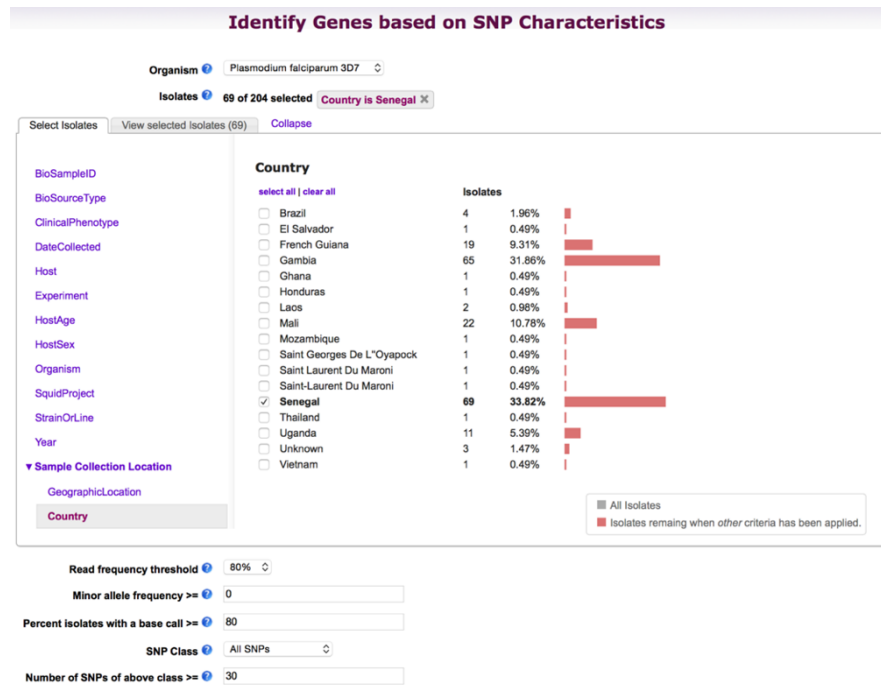 Identify Genes based on SNP Characteristics
Organism ? Plasmodium falciparum 3D7
Isolates ? 69 of 204 selected Country is Senegal ✖
Select Isolates View selected Isolates (69) Collapse
BioSampleID
BioSourceType
ClinicalPhenotype
DateCollected
Host
Experiment
HostAge
HostSex
Organism
SquidProject
StrainOrLine
Year
▼ Sample Collection Location
GeographicLocation
Country
Country
select all | clear all Isolates
Brazil 4 1.96%
El Salvador 1 0.49%
French Guiana 19 9.31%
Gambia 65 31.86%
Ghana 1 0.49%
Honduras 1 0.49%
Laos 2 0.98%
Mali 22 10.78%
Mozambique 1 0.49%
Saint Georges De L"Oyapock 1 0.49%
Saint Laurent Du Maroni 1 0.49%
Saint-Laurent Du Maroni 1 0.49%
Senegal 69 33.82%
Thailand 1 0.49%
Uganda 11 5.39%
Unknown 3 1.47%
Vietnam 1 0.49%
All Isolates
Isolates remaing when other criteria has been applied.
Read frequency threshold ? 80%
Minor allele frequency >= ? 0
Percent isolates with a base call >= ? 80
SNP Class ? All SNPs
Number of SNPs of above class >= ? 30